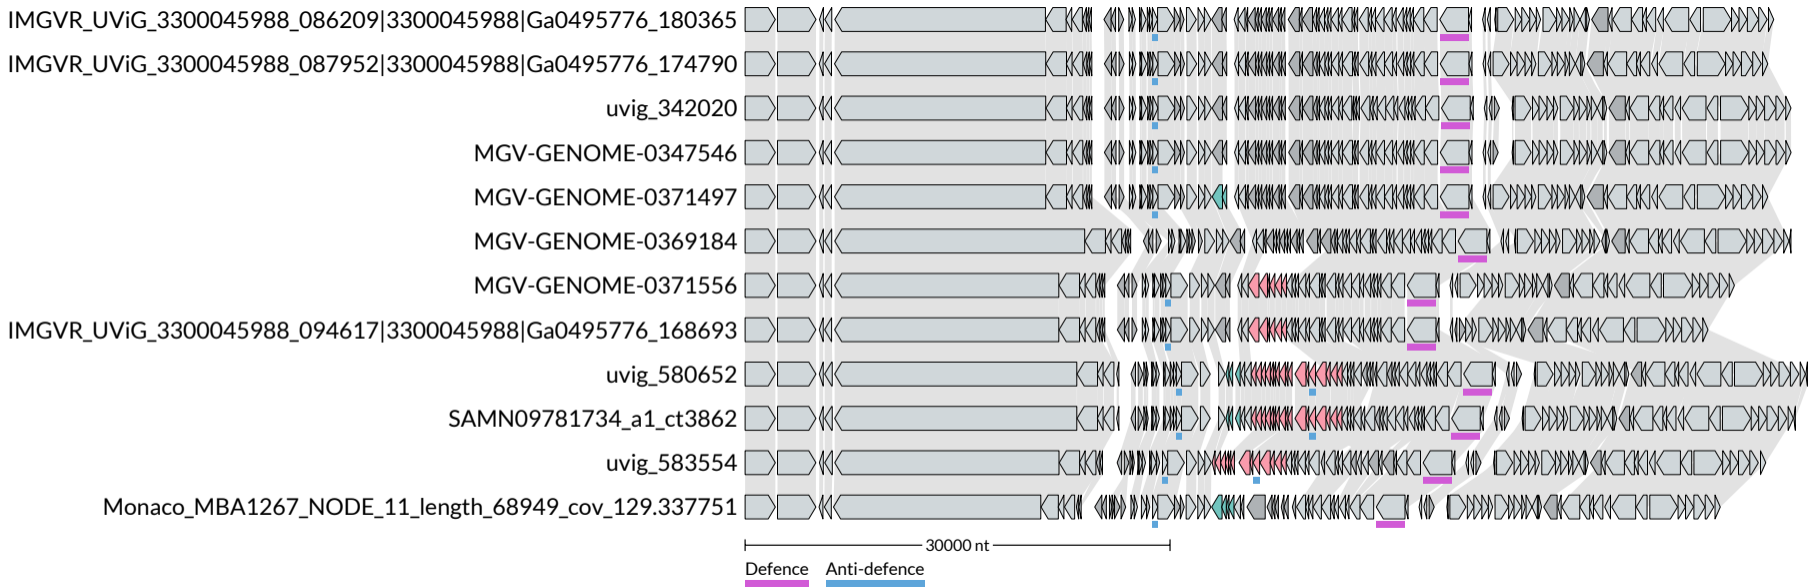 IMGVR_UViG_3300045988_086209|3300045988|Ga0495776_180365
IMGVR_UViG_3300045988_087952|3300045988|Ga0495776_174790
uvig_342020
MGV-GENOME-0347546
MGV-GENOME-0371497
MGV-GENOME-0369184
MGV-GENOME-0371556
IMGVR_UViG_3300045988_094617|3300045988|Ga0495776_168693
uvig_580652
SAMN09781734_a1_ct3862
uvig_583554
Monaco_MBA1267_NODE_11_length_68949_cov_129.337751
30000 nt
Defence Anti-defence